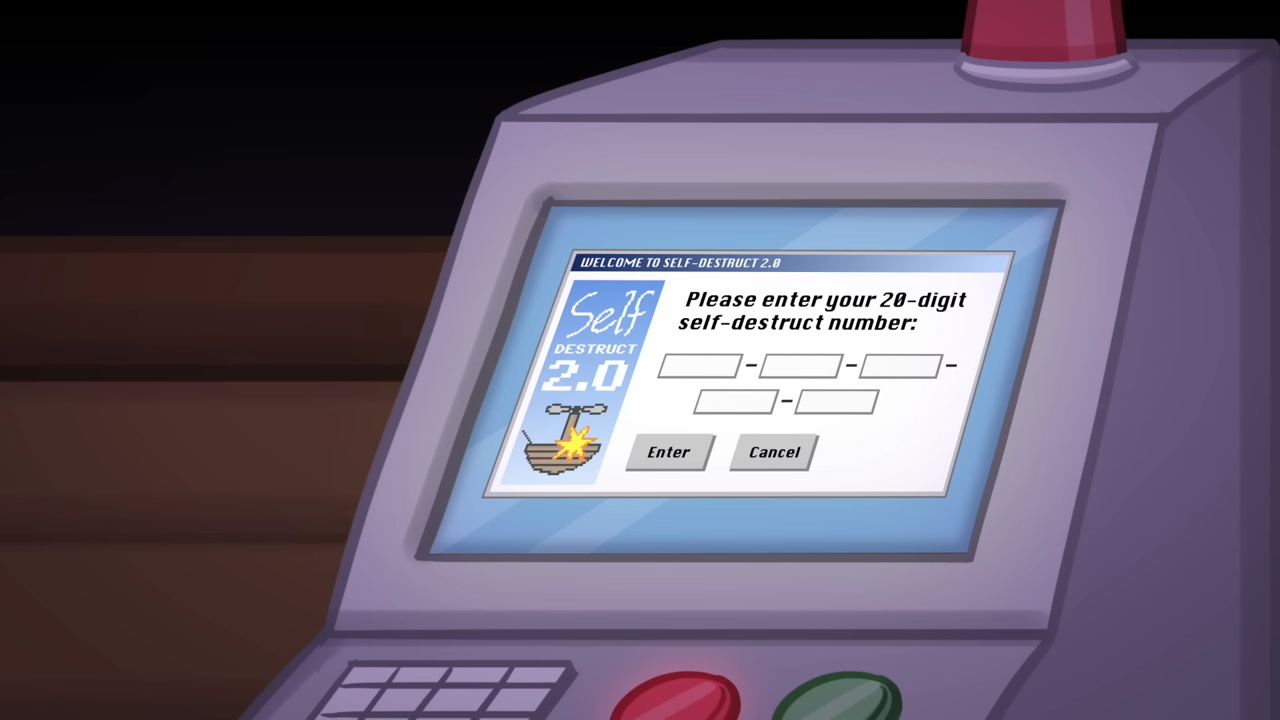 WELCOME TO SELF-DESTRUCT 2.0
Self
DESTRUCT
2.0
Please enter your 20-digit
self-destruct number:
- - -
-
Enter Cancel